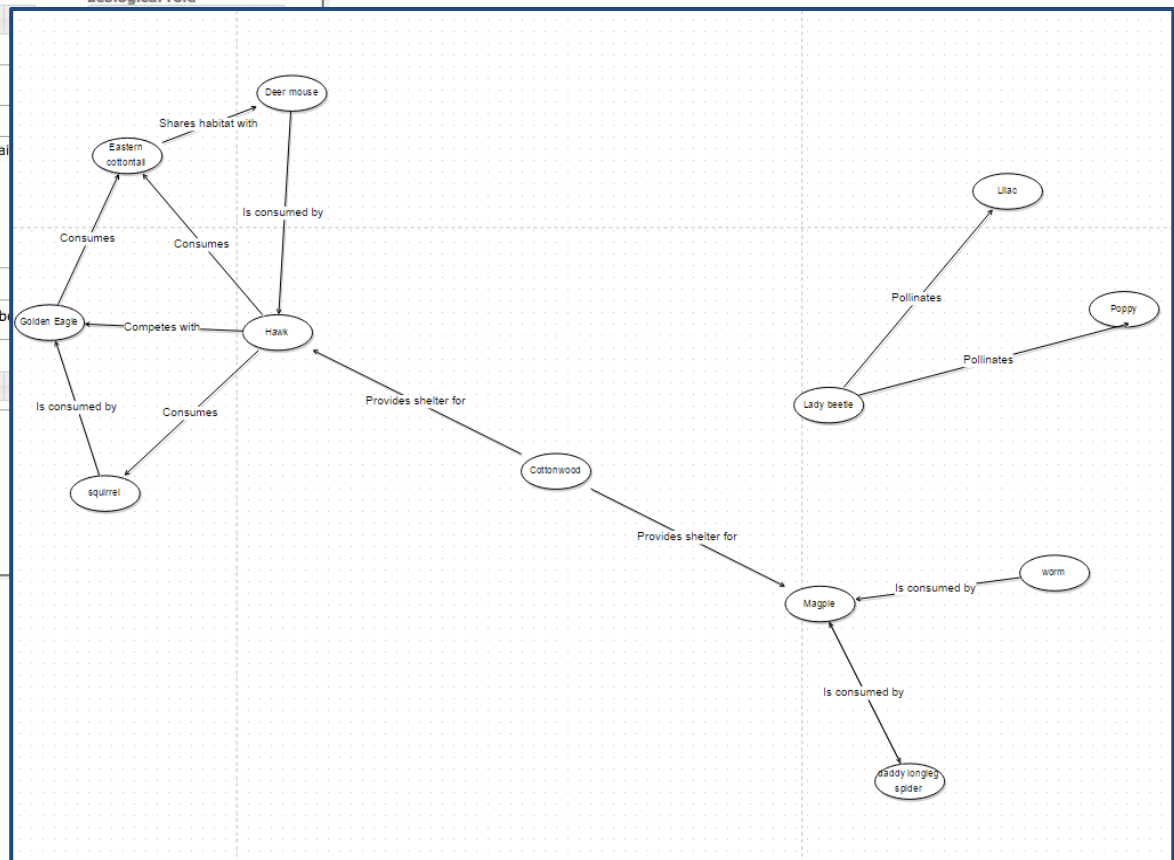 Deer mouse
Shares habitat with
Eastern
cottontail
Is consumed by
Lilac
Consumes
Consumes
Pollinates
Poppy
Golden Eagle
Competes with
Hawk
Pollinates
Is consumed by
Consumes
Provides shelter for
Lady beetle
Cottonwood
squirrel
Provides shelter for
worm
Is consumed by
Magpie
Is consumed by
daddy longleg
spider